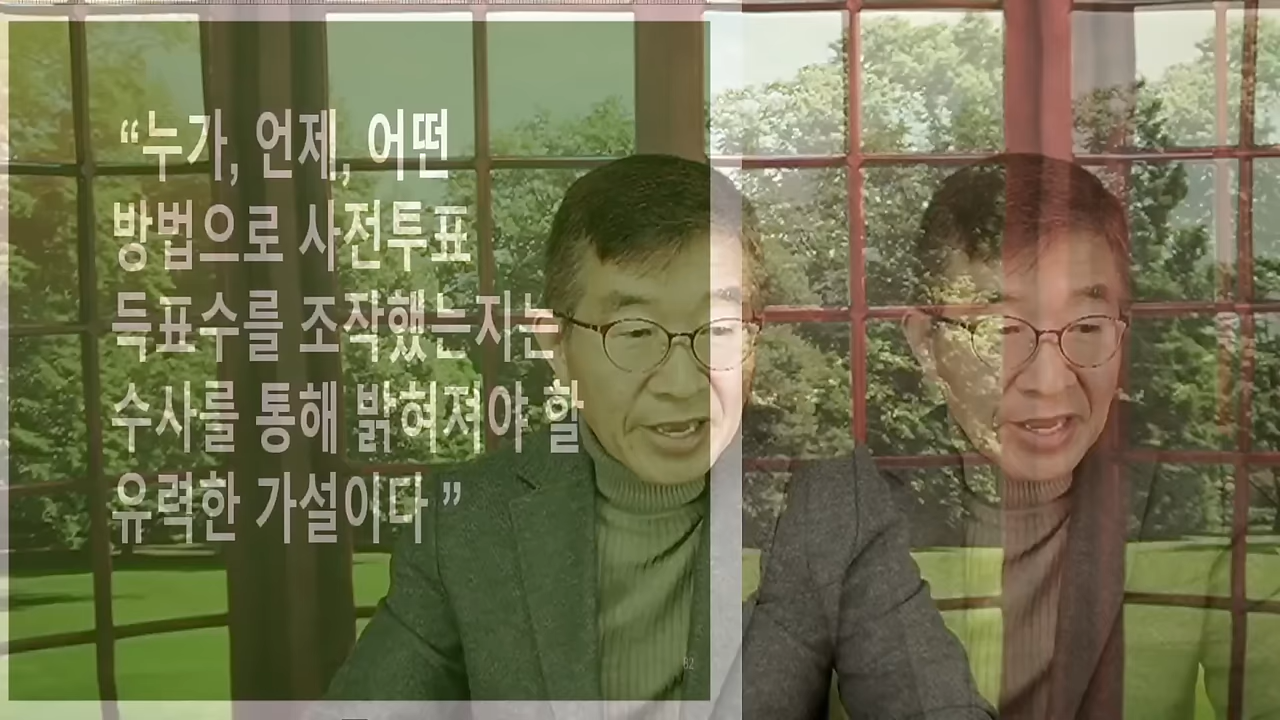 “누가, 언제, 어떤
방법으로 사전투표
득표수를 조작했는지는
수사를 통해 밝혀져야 할
유력한 가설이다”
82